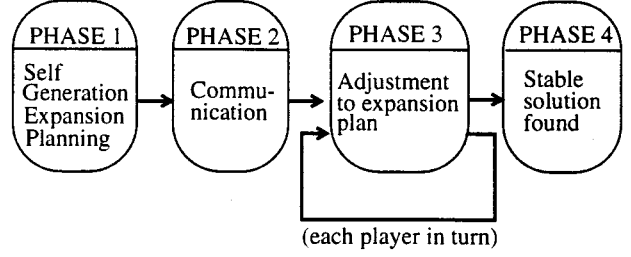 PHASE 1
Self
Generation
Expansion
Planning
PHASE 2
Commu-
nication
PHASE 3
Adjustment
to expansion
plan
PHASE 4
Stable
solution
found
(each player in turn)